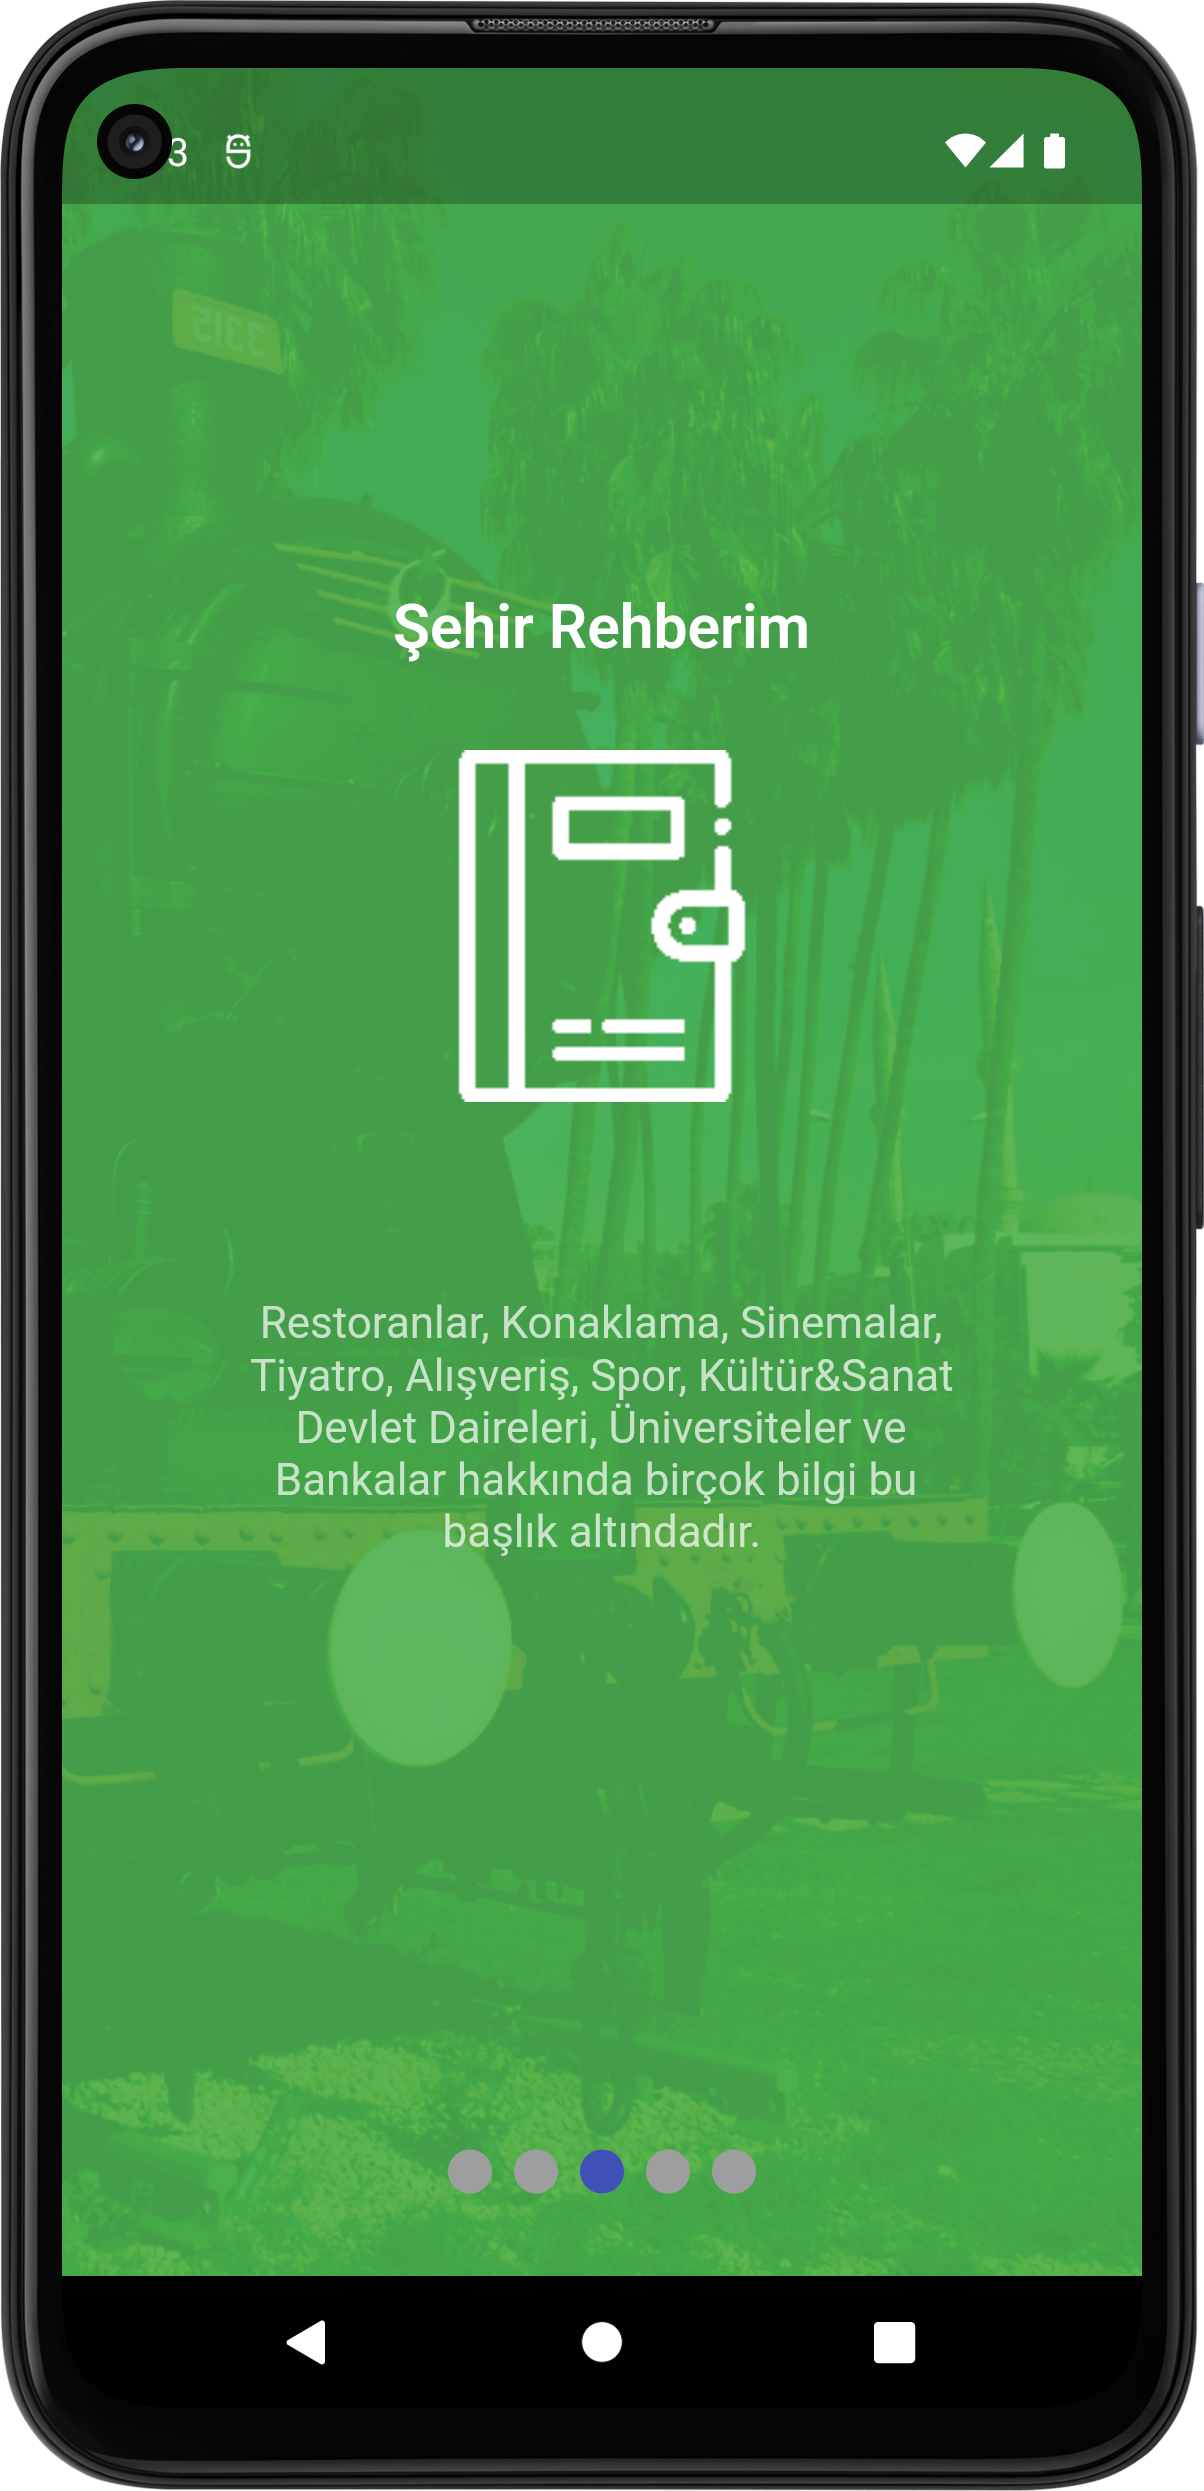 3
3315
Şehir Rehberim
Restoranlar, Konaklama, Sinemalar,
Tiyatro, Alışveriş, Spor, Kültür&Sanat
Devlet Daireleri, Üniversiteler ve
Bankalar hakkında birçok bilgi bu
başlık altındadır.